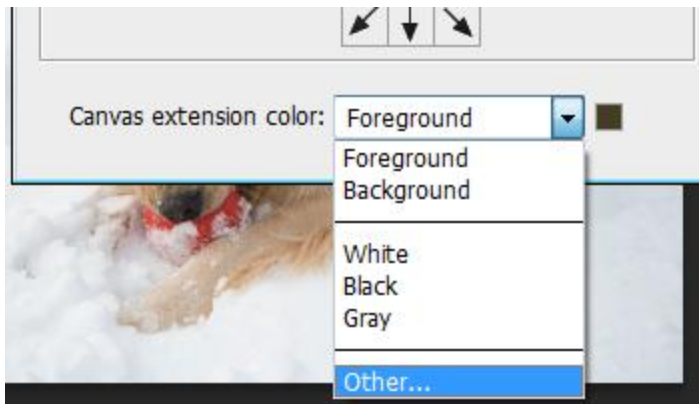 Canvas extension color: Foreground
Foreground
Background
White
Black
Gray
Other...